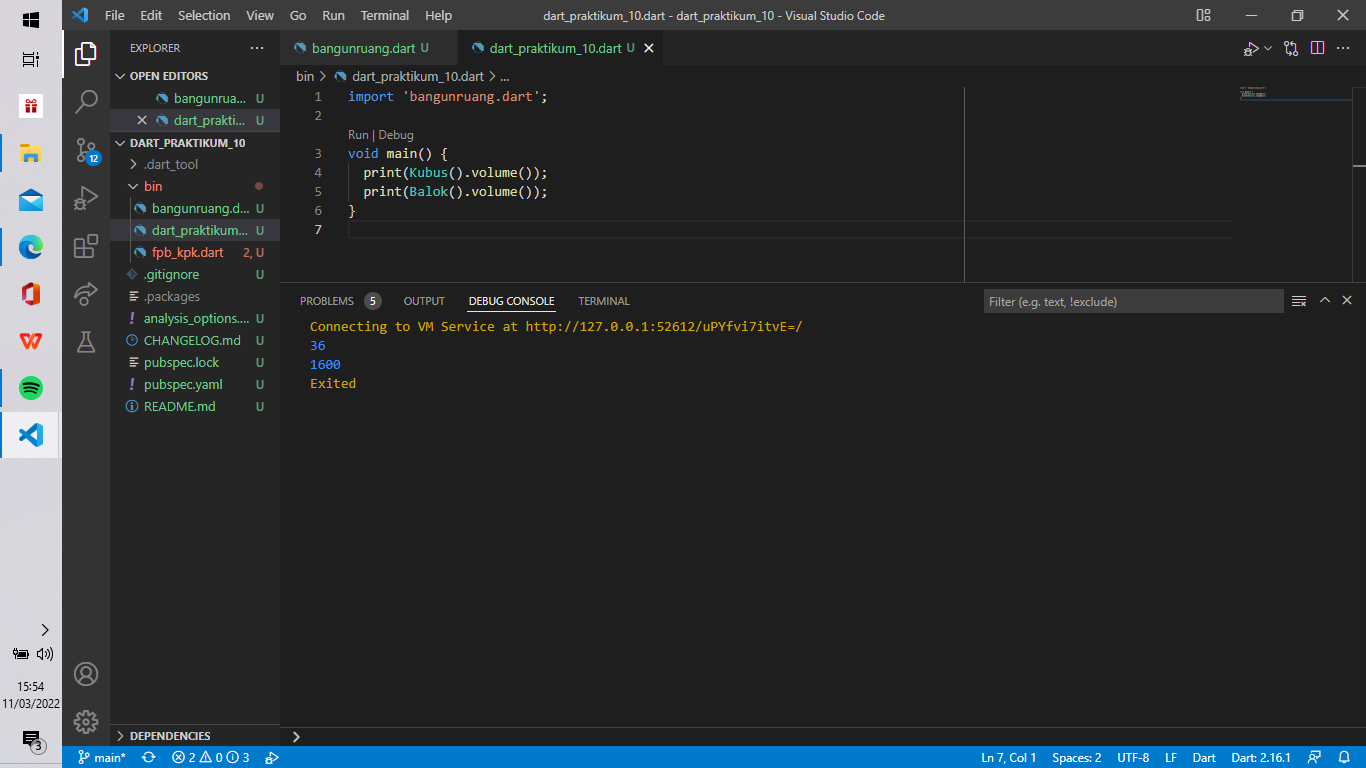 File Edit Selection View Go Run Terminal Help
dart_praktikum_10.dart - dart_praktikum_10 - Visual Studio Code
EXPLORER
OPEN EDITORS
bangunrua... U
dart_prakti... U
DART_PRAKTIKUM_10
.dart_tool
bin
bangunruang.d... U
dart_praktikum... U
fpb_kpk.dart 2, U
.gitignore U
.packages
analysis_options.... U
CHANGELOG.md U
pubspec.lock U
pubspec.yaml U
README.md U
DEPENDENCIES
12
bangunruang.dart U
dart_praktikum_10.dart U
bin > dart_praktikum_10.dart > ...
1 import 'bangunruang.dart';
2
Run | Debug
3 void main() {
4 print(Kubus().volume());
5 print(Balok().volume());
6 }
7
PROBLEMS 5 OUTPUT DEBUG CONSOLE TERMINAL
Filter (e.g. text, !exclude)
Connecting to VM Service at http://127.0.0.1:52612/uPYfvi7itvE=/
36
1600
Exited
15:54
11/03/2022
3
main* 2 0 3
Ln 7, Col 1 Spaces: 2 UTF-8 LF Dart Dart: 2.16.1